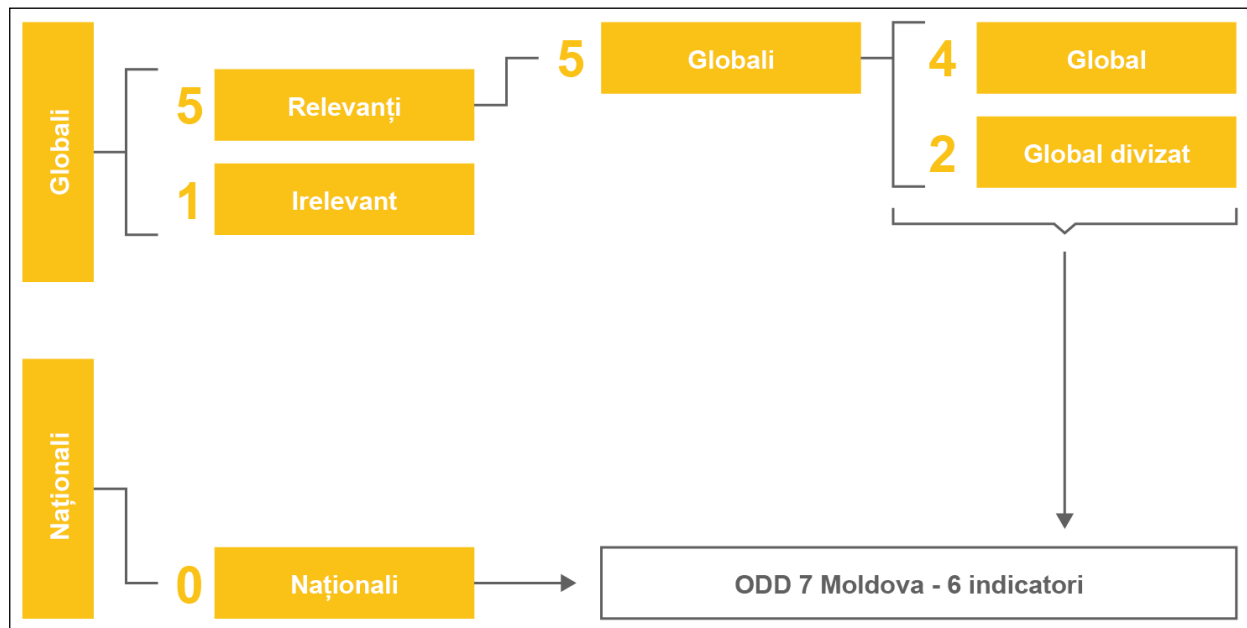 Globali
5 Relevanți
1 Irelevant
5 Globali
4 Global
2 Global divizat
Naționali
0 Naționali
ODD 7 Moldova - 6 indicatori